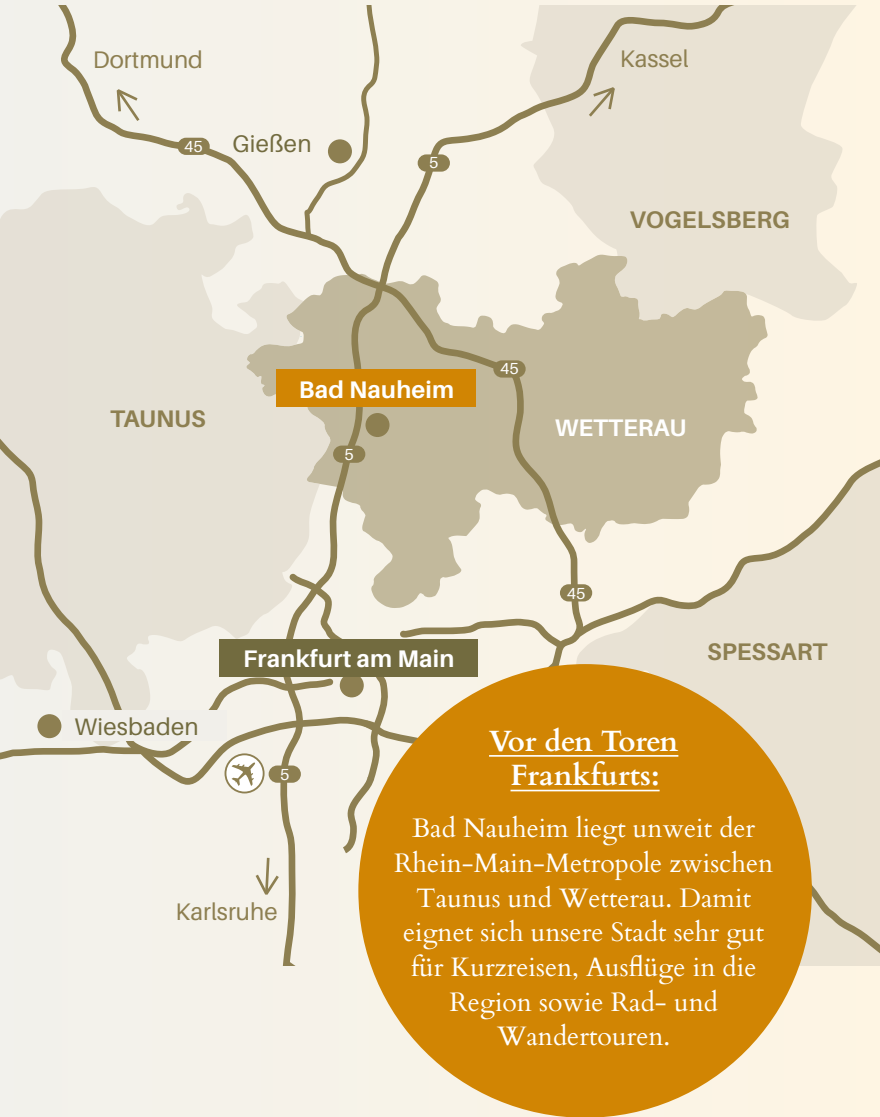 Dortmund
Kassel
45
Gießen
5
VOGELSBERG
45
Bad Nauheim
TAUNUS
WETTERAU
5
45
Frankfurt am Main
SPESSART
Wiesbaden
5
Karlsruhe
Vor den Toren
Frankfurts:
Bad Nauheim liegt unweit der
Rhein-Main-Metropole zwischen
Taunus und Wetterau. Damit
eignet sich unsere Stadt sehr gut
für Kurzreisen, Ausflüge in die
Region sowie Rad- und
Wandertouren.